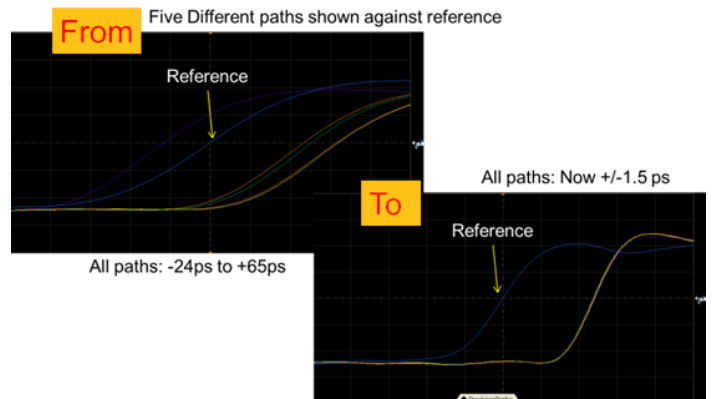 Five Different paths shown against reference
From
Reference
All paths: Now +/-1.5 ps
To
Reference
All paths: -24ps to +65ps